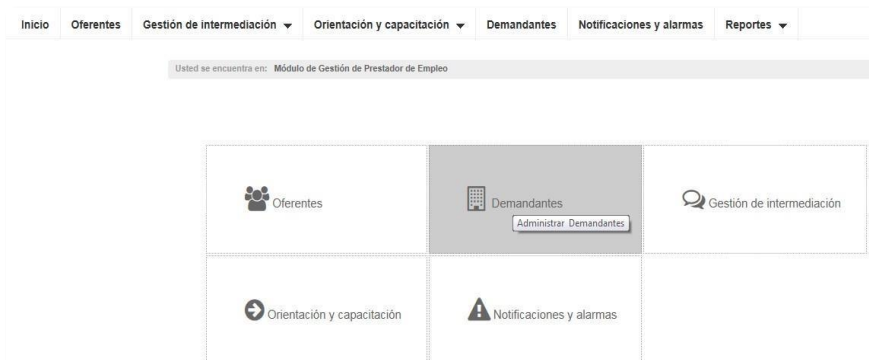 Inicio Oferentes Gestión de intermediación Orientación y capacitación Demandantes Notificaciones y alarmas Reportes
Usted se encuentra en: Módulo de Gestión de Prestador de Empleo
Oferentes Demandantes Gestión de intermediación
Administrar Demandantes
Orientación y capacitación Notificaciones y alarmas